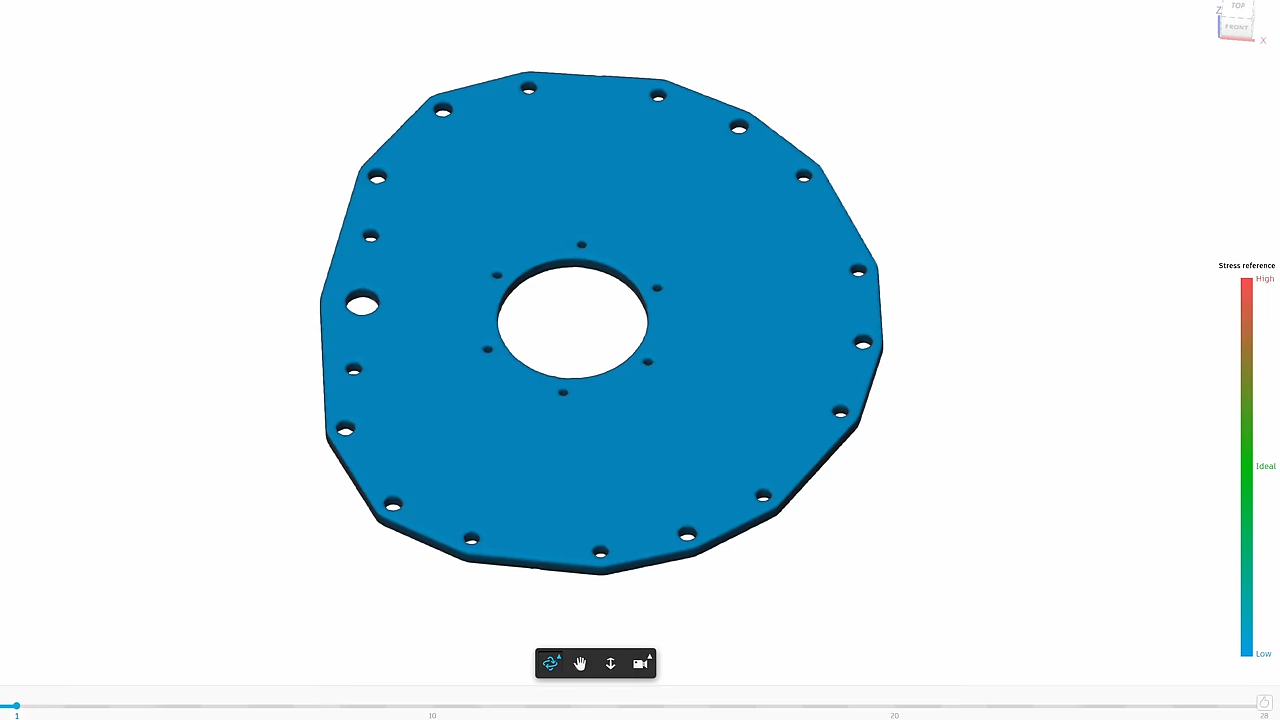 TOP
Z
FRONT
X
Stress reference
High
Ideal
Low
1
10
20
28